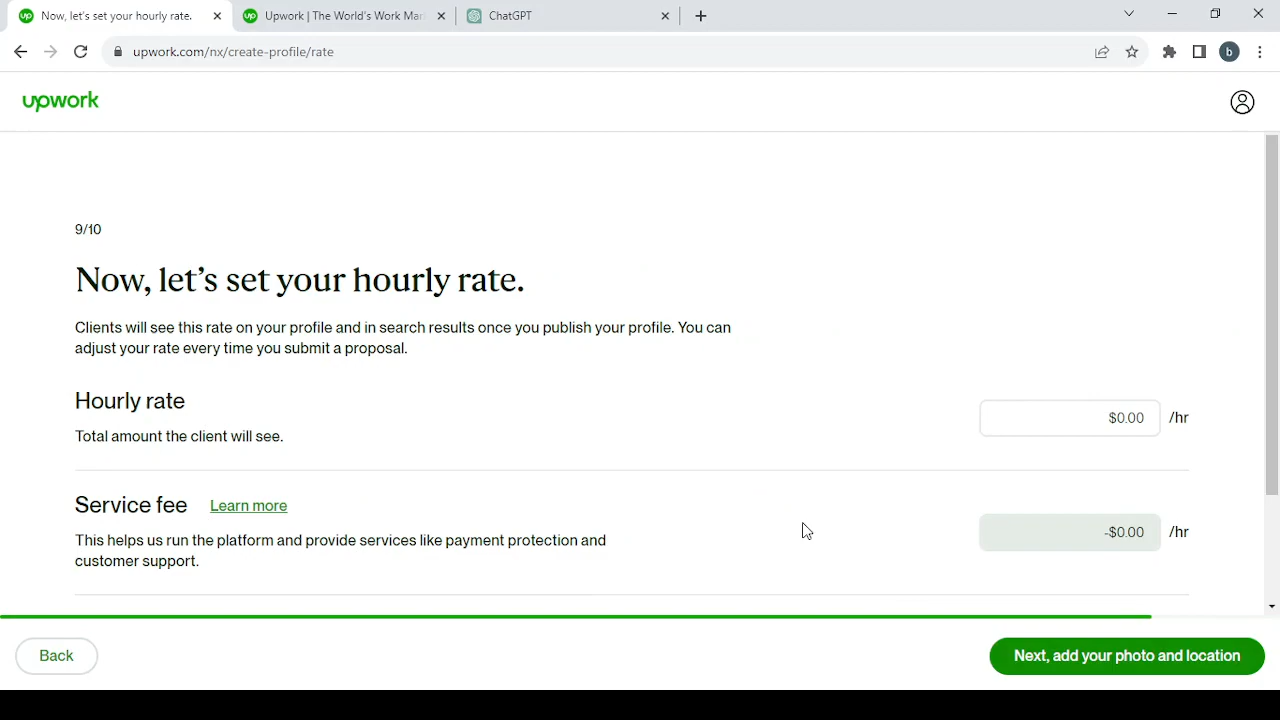 Now, let's set your hourly rate.
Upwork | The World's Work Mar
ChatGPT
upwork.com/nx/create-profile/rate
b
upwork
9/10
Now, let’s set your hourly rate.
Clients will see this rate on your profile and in search results once you publish your profile. You can
adjust your rate every time you submit a proposal.
Hourly rate
$0.00 /hr
Total amount the client will see.
Service fee Learn more
-$0.00 /hr
This helps us run the platform and provide services like payment protection and
customer support.
Back
Next, add your photo and location